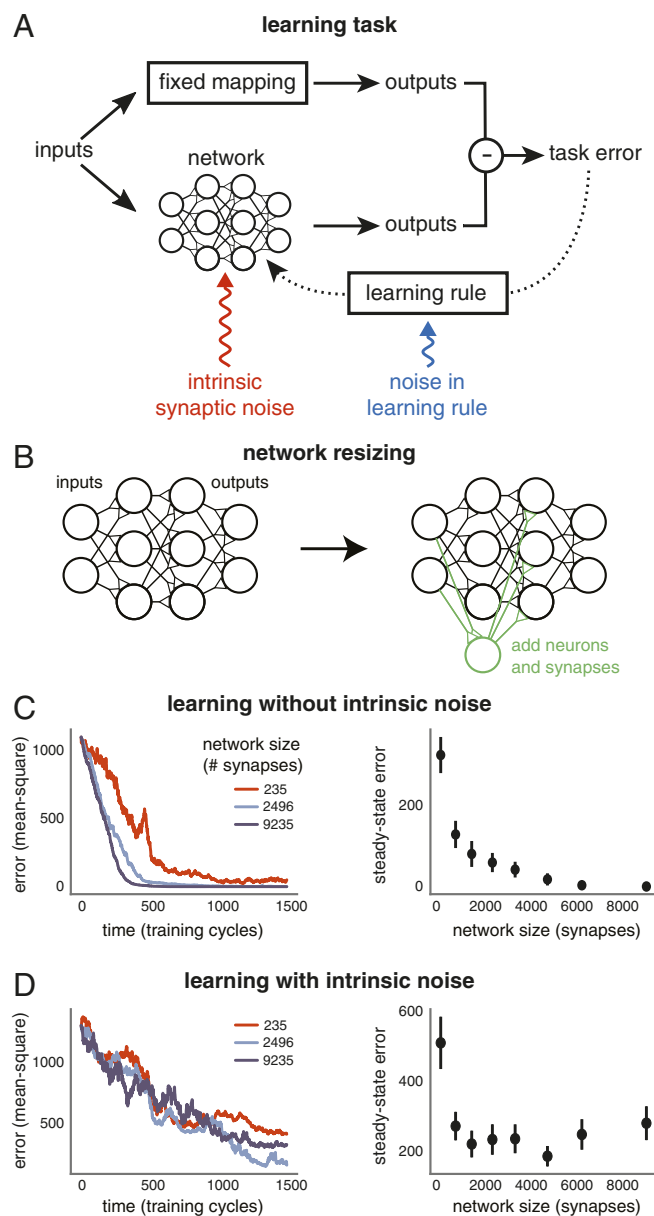 A
learning task
fixed mapping
outputs
inputs
network
-
task error
outputs
learning rule
intrinsic
synaptic noise
noise in
learning rule
B
network resizing
inputs
outputs
add neurons
and synapses
C
learning without intrinsic noise
error (mean-square)
1000
500
0
network size
(# synapses)
235
2496
9235
0
500
1000
1500
time (training cycles)
steady-state error
200
0
0
2000
4000
6000
8000
network size (synapses)
D
learning with intrinsic noise
error (mean-square)
1000
500
235
2496
9235
0
500
1000
1500
time (training cycles)
steady-state error
600
400
200
0
2000
4000
6000
8000
network size (synapses)